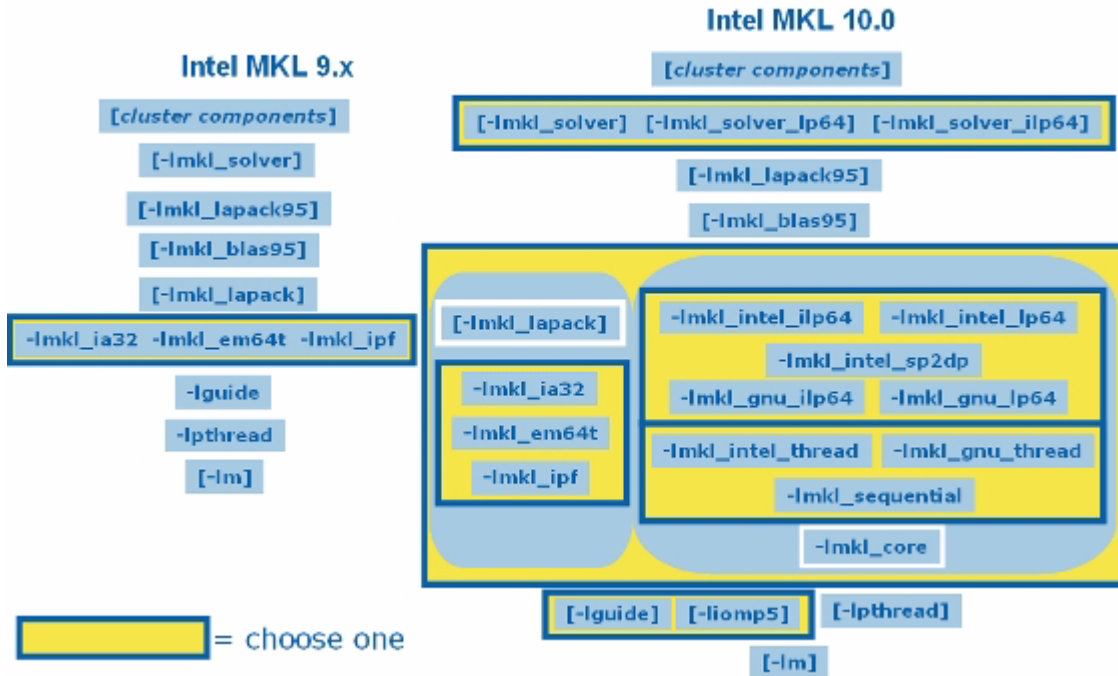 Intel MKL 9.x
[cluster components]
[-lmkl_solver]
[-lmkl_lapack95]
[-lmkl_blas95]
[-lmkl_lapack]
-lmkl_ia32 -lmkl_em64t -lmkl_ipf
-lguide
-lpthread
[-lm]
= choose one
Intel MKL 10.0
[cluster components]
[-lmkl_solver] [-lmkl_solver_lp64] [-lmkl_solver_ilp64]
[-lmkl_lapack95]
[-lmkl_blas95]
[-lmkl_lapack]
-lmkl_ia32
-lmkl_em64t
-lmkl_ipf
-lmkl_intel_ilp64 -lmkl_intel_lp64
-lmkl_intel_sp2dp
-lmkl_gnu_ilp64 -lmkl_gnu_lp64
-lmkl_intel_thread -lmkl_gnu_thread
-lmkl_sequential
-lmkl_core
[-lguide] [-liomp5] [-lpthread]
[-lm]